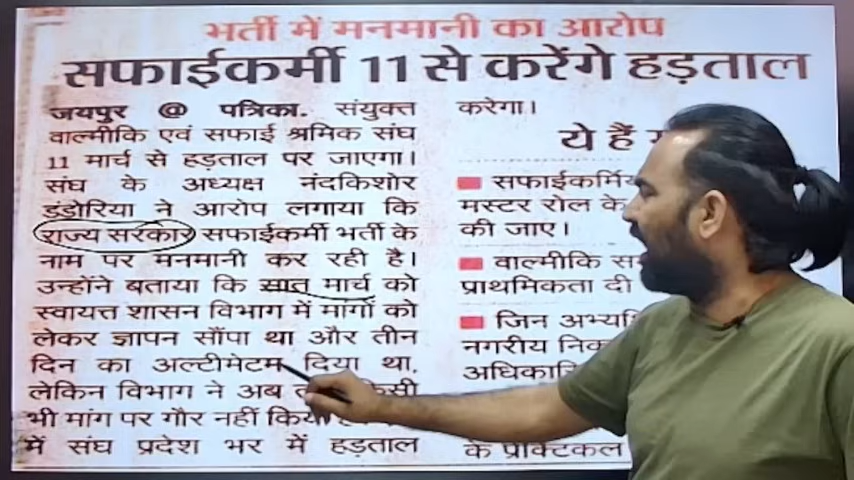 भर्ती में मनमानी का आरोप
सफाईकर्मी 11 से करेंगे हड़ताल
जयपुर @ पत्रिका. संयुक्त
वाल्मीकि एवं सफाई श्रमिक संघ
11 मार्च से हड़ताल पर जाएगा।
संघ के अध्यक्ष नंदकिशोर
डंडोरिया ने आरोप लगाया कि
राज्य सरकार सफाईकर्मी भर्ती के
नाम पर मनमानी कर रही है।
उन्होंने बताया कि सात मार्च को
स्वायत्त शासन विभाग में मांगों को
लेकर ज्ञापन सौंपा था और तीन
दिन का अल्टीमेटम दिया था,
लेकिन विभाग ने अब
भी मांग पर गौर नहीं
में संघ प्रदेश भर में हड़ताल
करेगा।
ये हैं
सफाईकर्मि
मस्टर रोल के
की जाए।
वाल्मीकि
प्राथमिकता दी
जिन
नगरीय
के प्रैक्टिकल